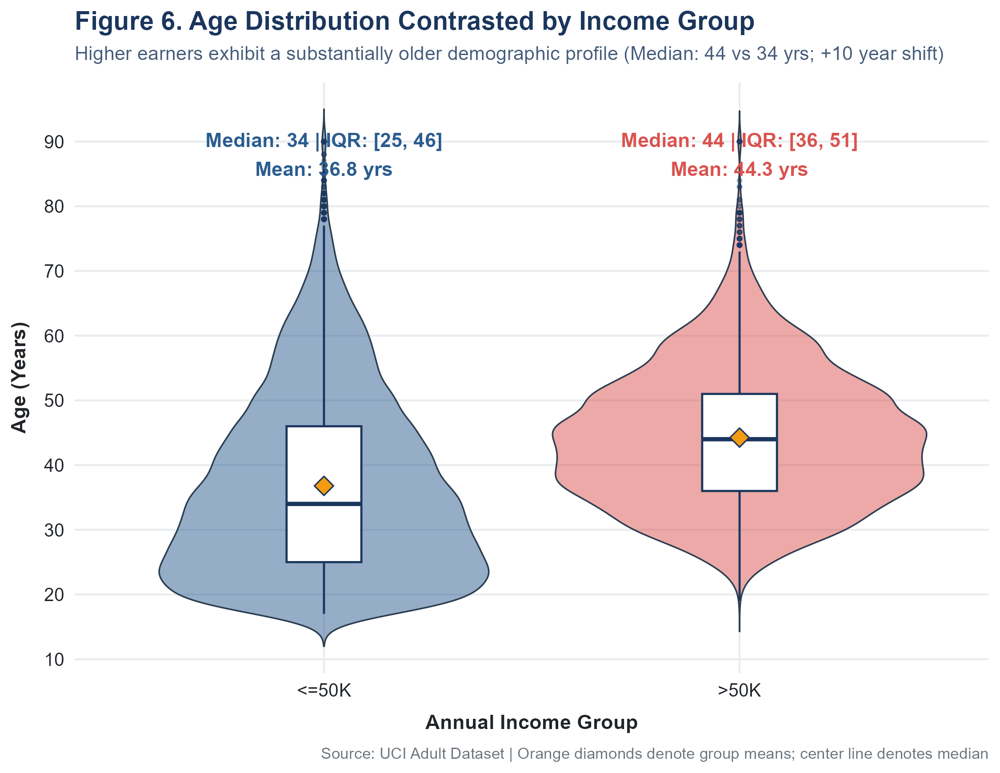 Figure 6. Age Distribution Contrasted by Income Group
Higher earners exhibit a substantially older demographic profile (Median: 44 vs 34 yrs; +10 year shift)
Median: 34 | IQR: [25, 46]
Mean: 36.8 yrs
Median: 44 | IQR: [36, 51]
Mean: 44.3 yrs
90
80
70
60
50
40
30
20
10
Age (Years)
<=50K
>50K
Annual Income Group
Source: UCI Adult Dataset | Orange diamonds denote group means; center line denotes median